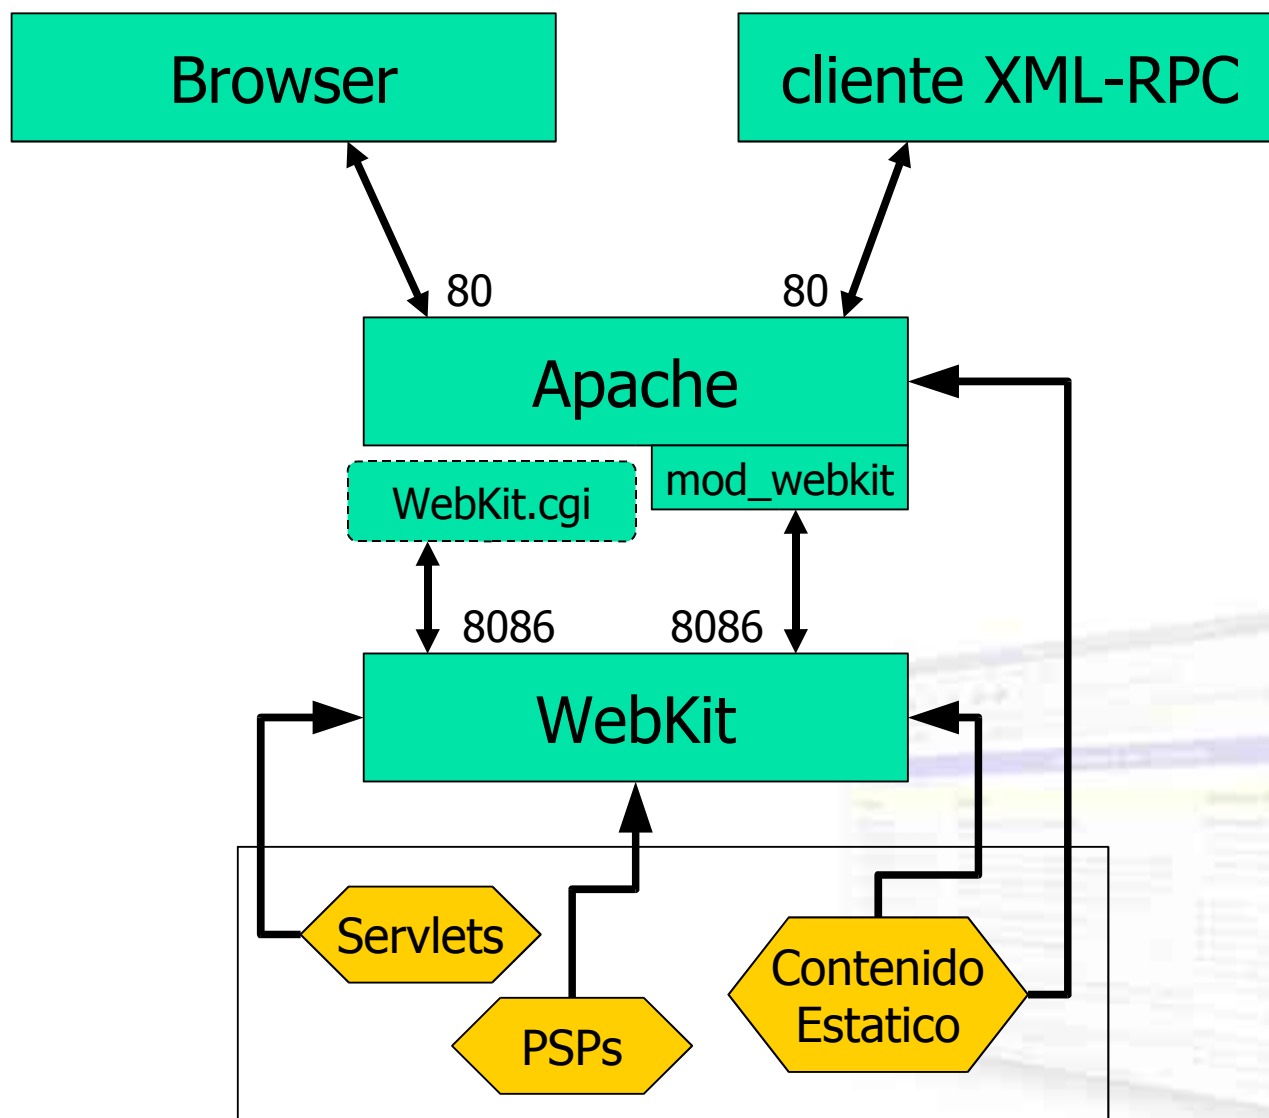 Browser
cliente XML-RPC
80
80
Apache
mod_webkit
WebKit.cgi
8086
8086
WebKit
Servlets
Contenido
Estatico
PSPs